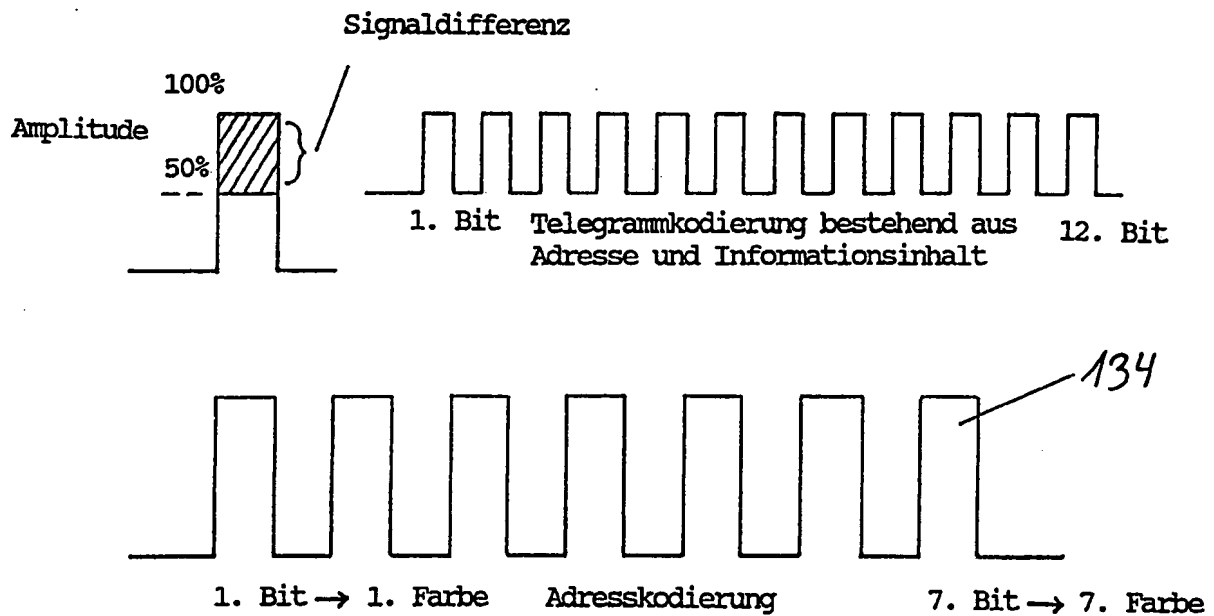 Signaldifferenz
100%
Amplitude
50%
1. Bit
Telegrammkodierung bestehend aus
Adresse und Informationsinhalt
12. Bit
134
1. Bit → 1. Farbe
Adresskodierung
7. Bit → 7. Farbe